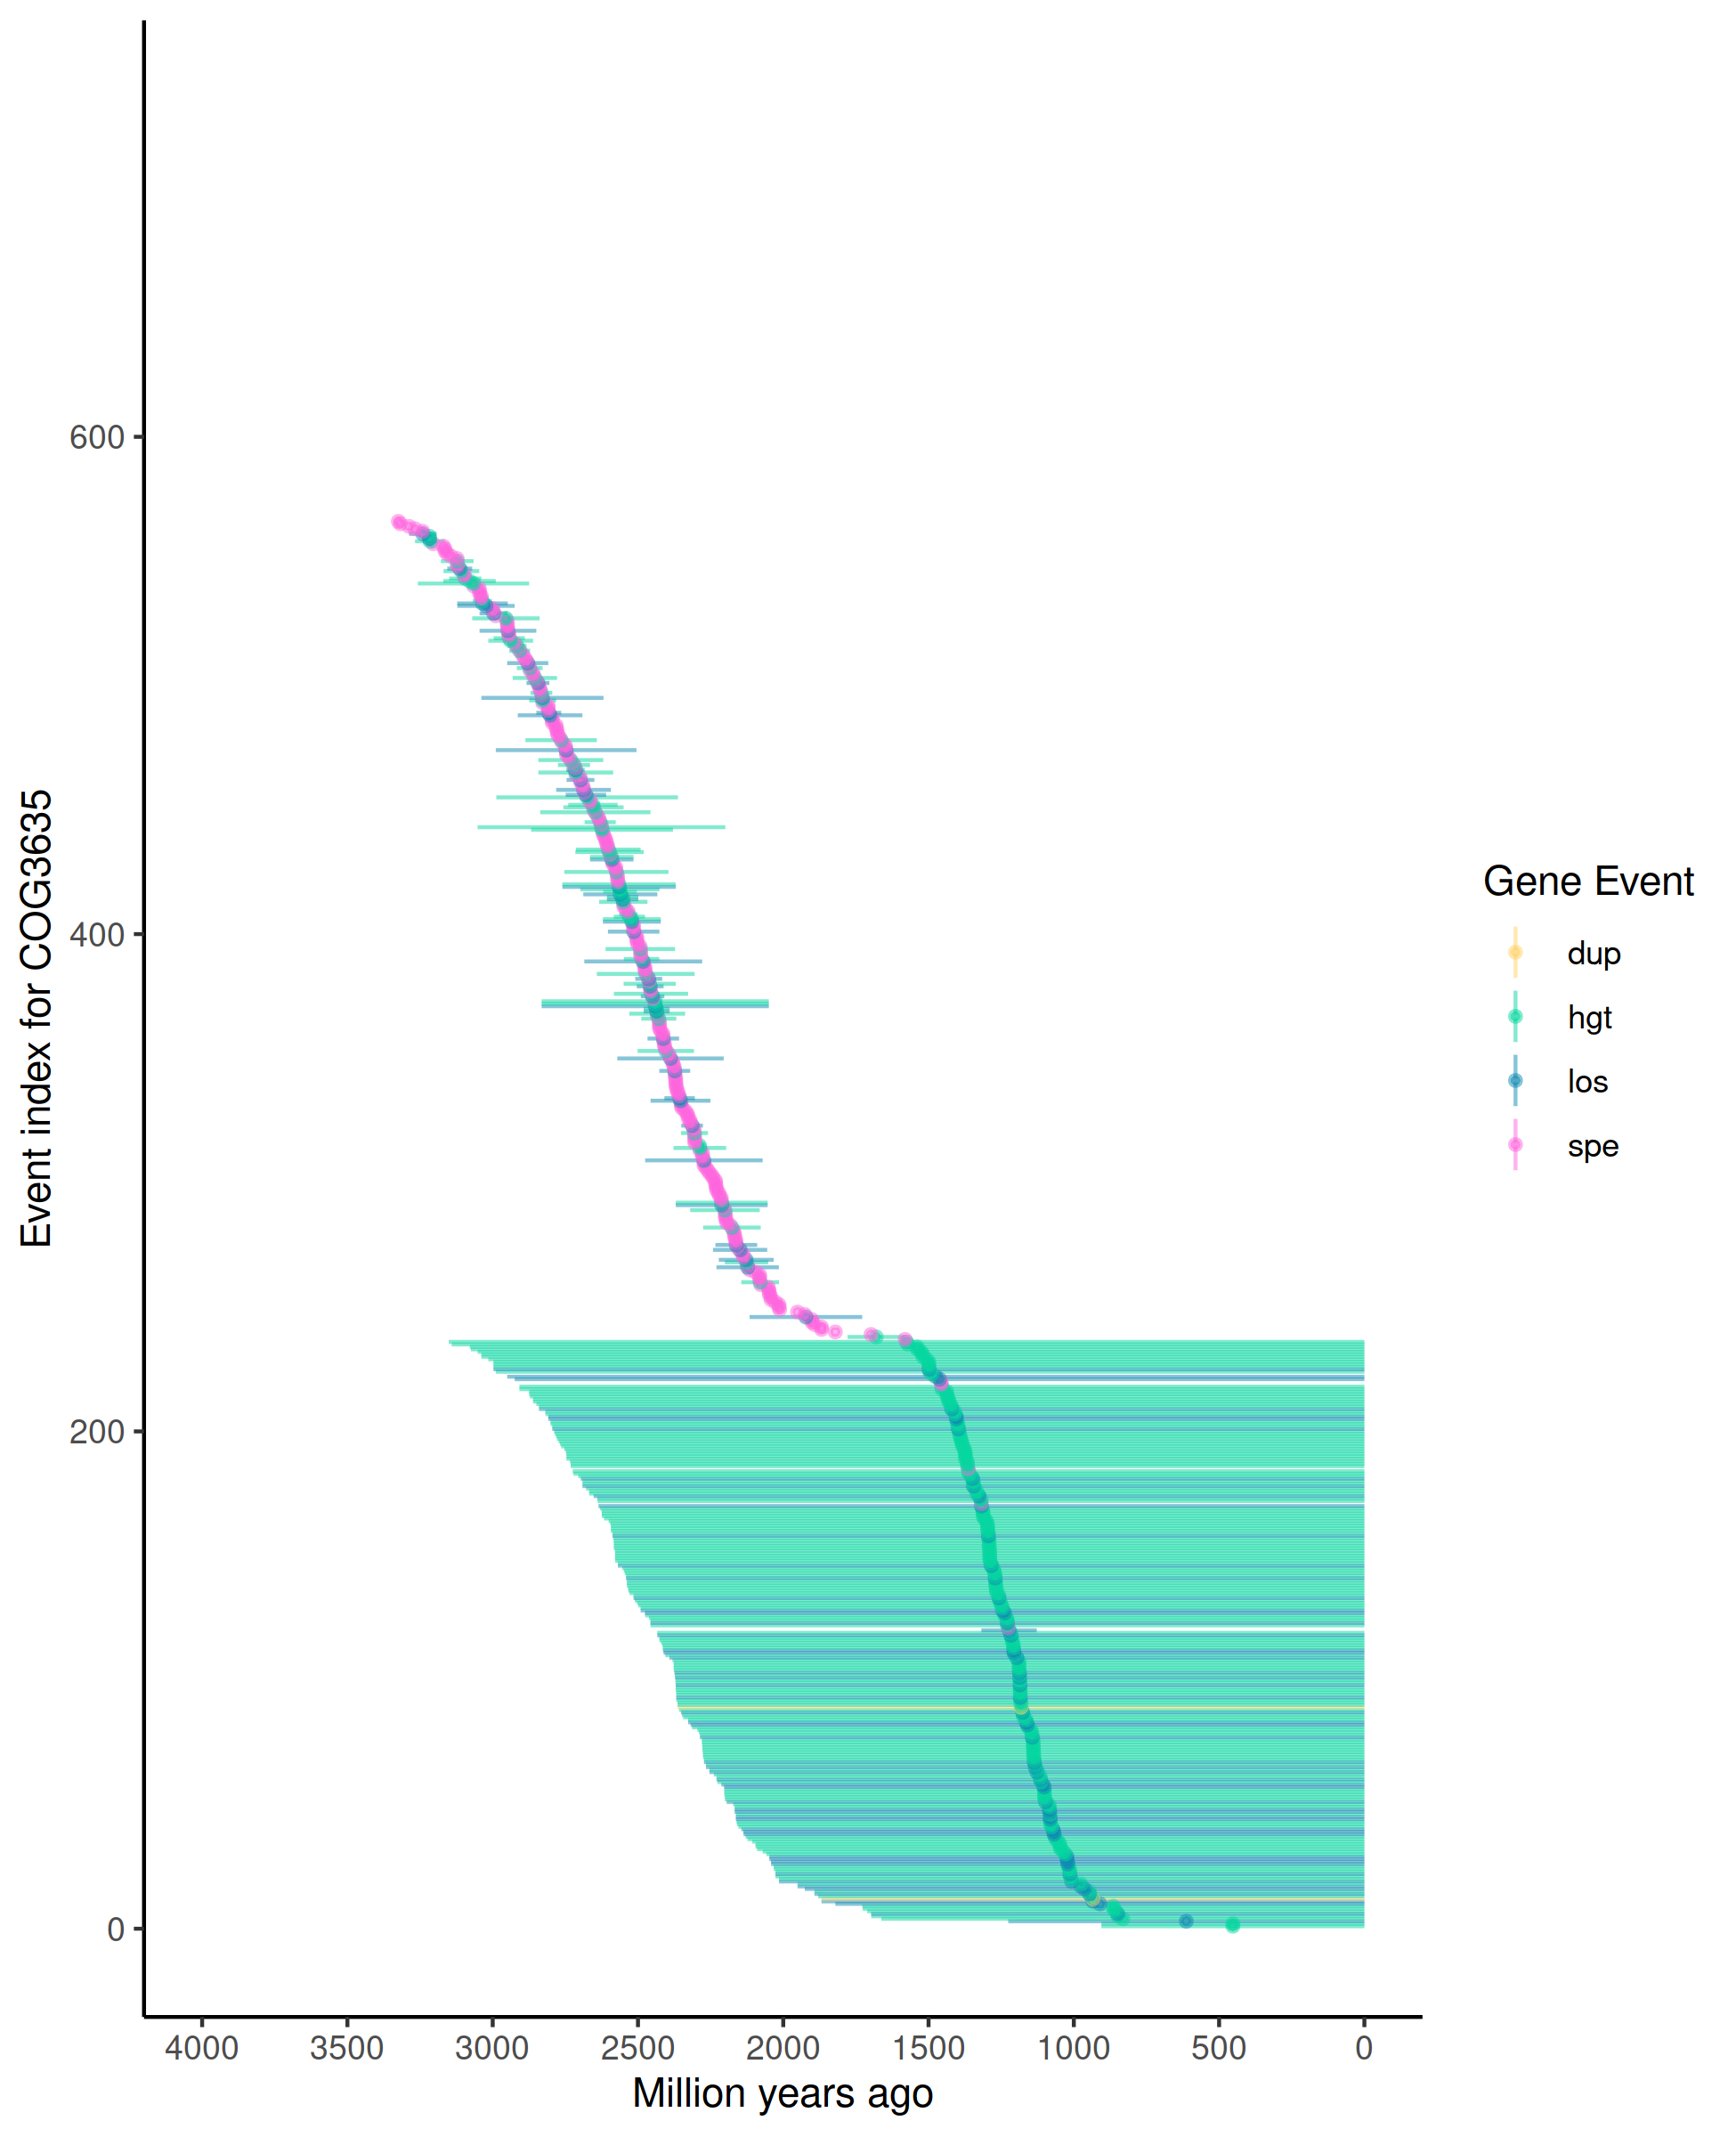 600
400
200
0
Event index for COG3635
4000 3500 3000 2500 2000 1500 1000 500 0
Million years ago
Gene Event
dup
hgt
los
spe